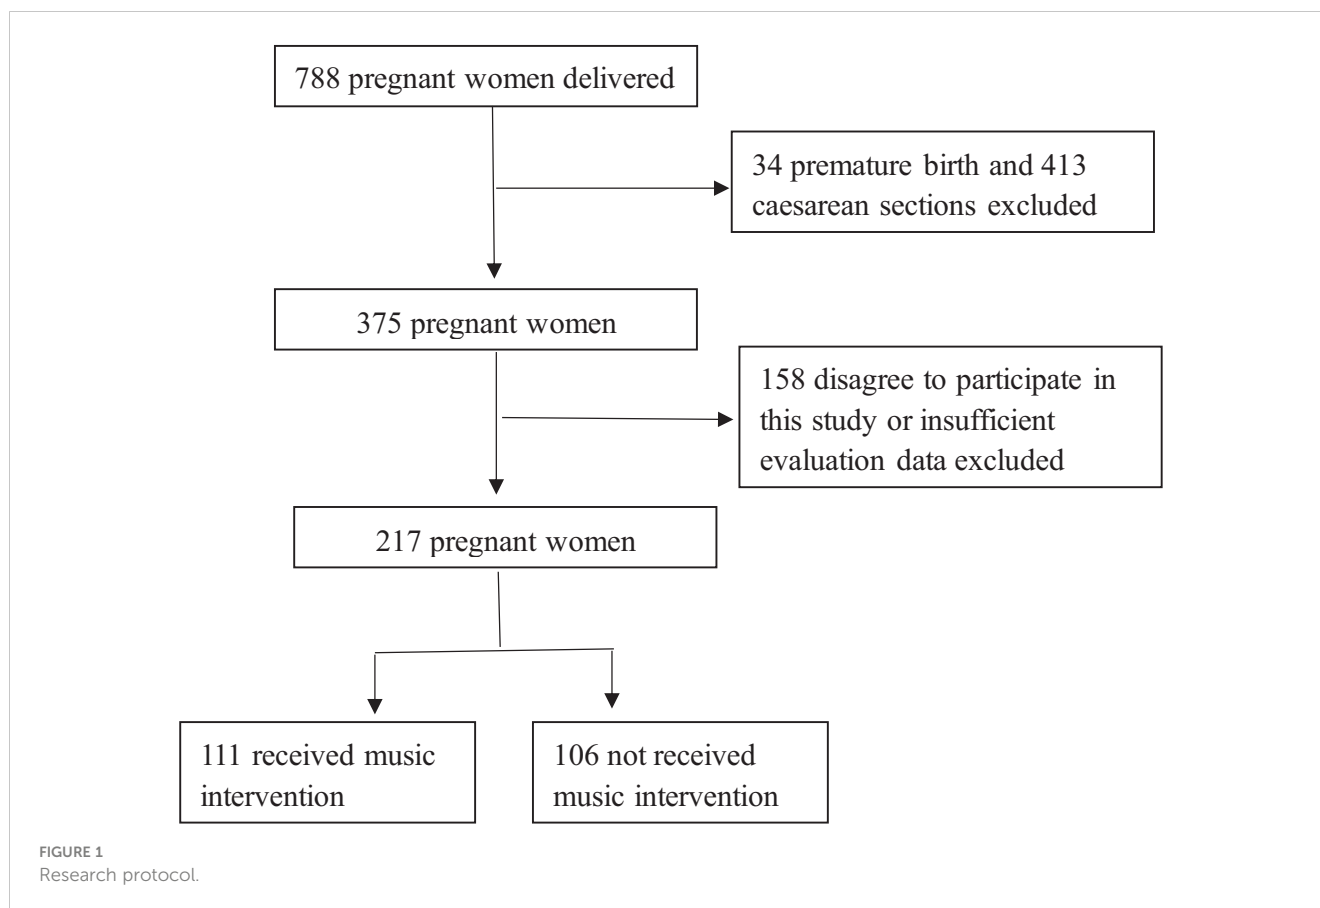 788 pregnant women delivered
34 premature birth and 413
caesarean sections excluded
375 pregnant women
158 disagree to participate in
this study or insufficient
evaluation data excluded
217 pregnant women
111 received music
intervention
106 not received
music intervention
FIGURE 1
Research protocol.